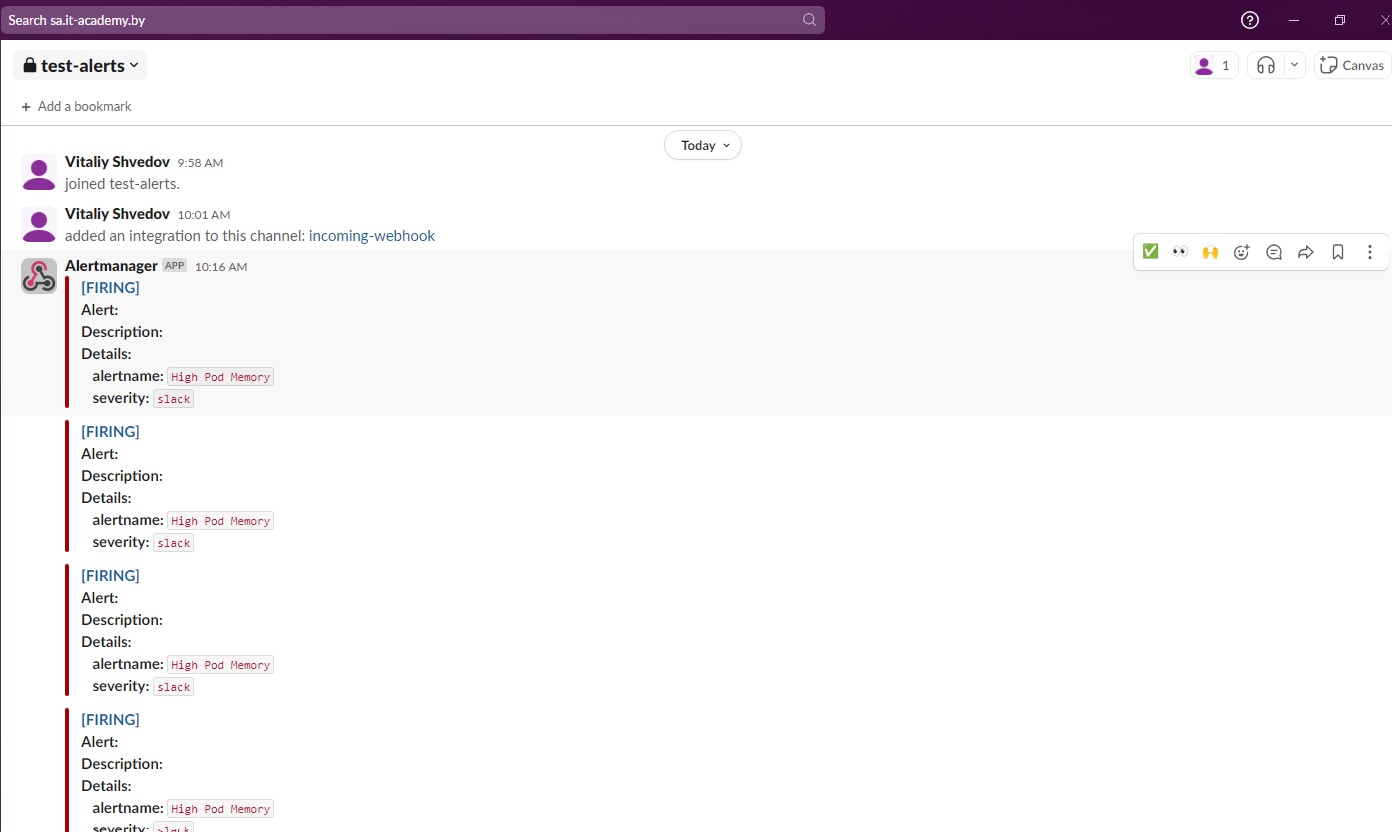 Search sa.it-academy.by
test-alerts
1
Canvas
+ Add a bookmark
Today
Vitaliy Shvedov 9:58 AM
joined test-alerts.
Vitaliy Shvedov 10:01 AM
added an integration to this channel: incoming-webhook
Alertmanager APP 10:16 AM
[FIRING]
Alert:
Description:
Details:
alertname: High Pod Memory
severity: slack
[FIRING]
Alert:
Description:
Details:
alertname: High Pod Memory
severity: slack
[FIRING]
Alert:
Description:
Details:
alertname: High Pod Memory
severity: slack
[FIRING]
Alert:
Description:
Details:
alertname: High Pod Memory
severity: slack